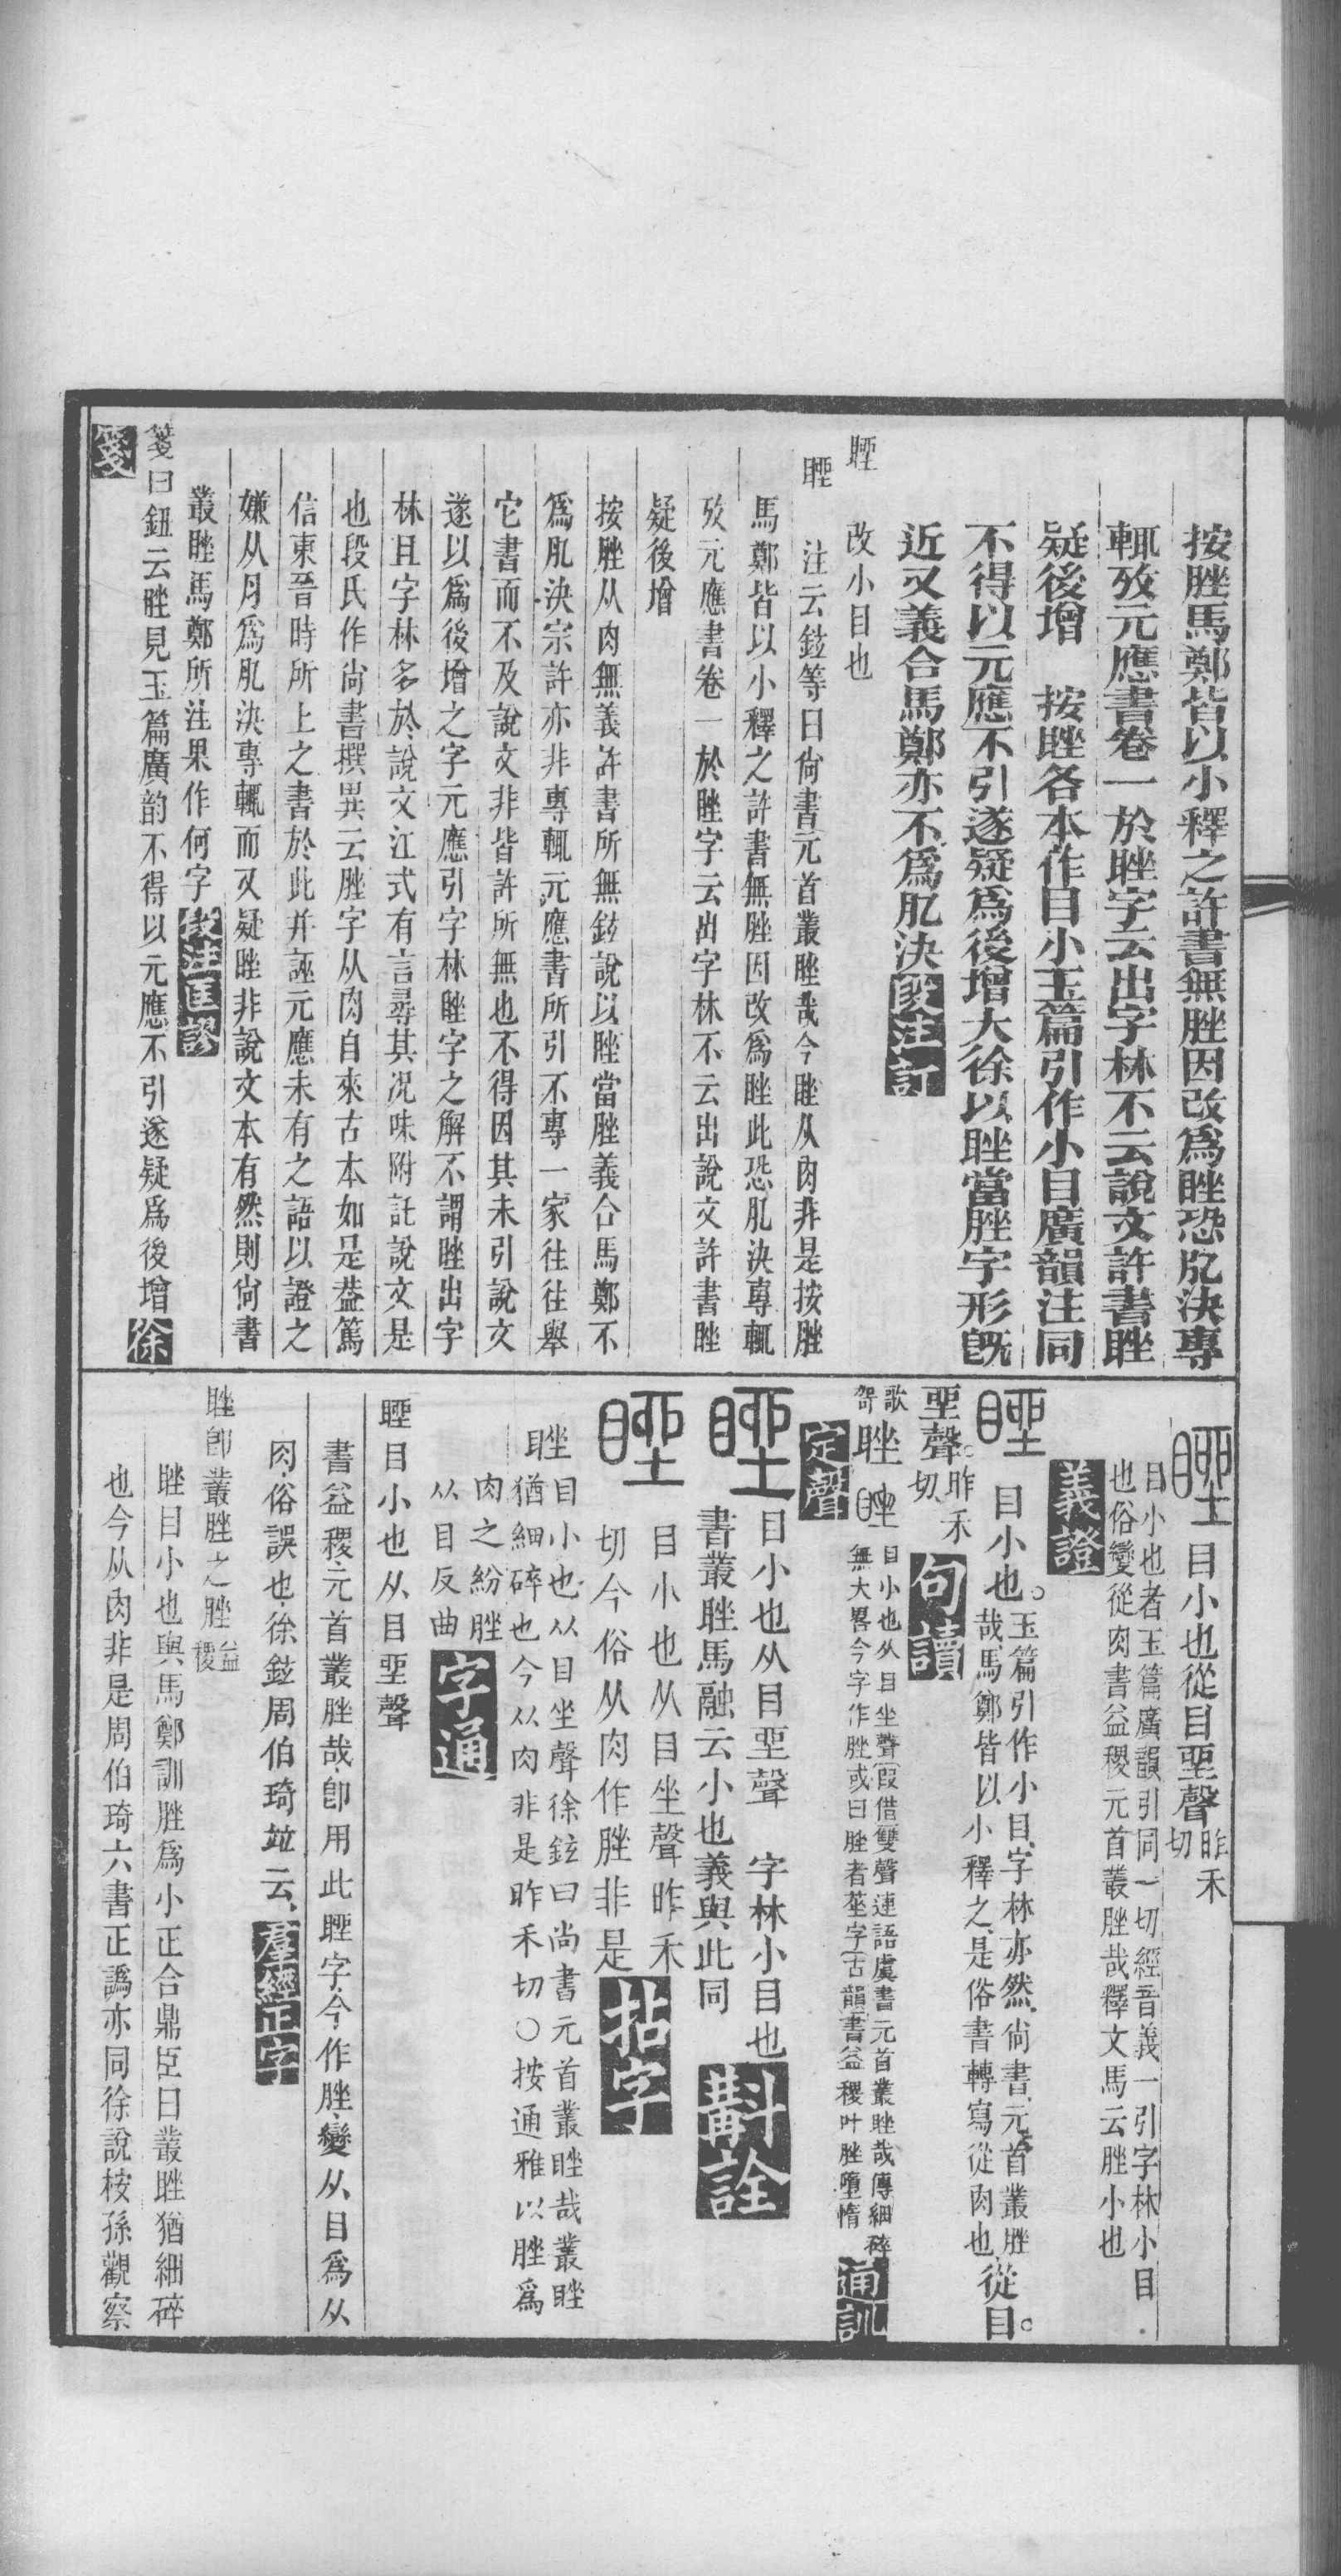 按脞馬鄭皆以小釋之許書無脞因改爲睉恐肊決專
輒攷元應書卷一於睉字云出字林不云說文許書睉
疑後增　按睉各本作目小玉篇引作小目廣韻注同
不得以元應不引遂疑爲後增大徐以睉當脞字形旣
近又義合馬鄭亦不爲肊決段注訂
睉　改小目也
睉　注云鉉等曰尙書元首叢睉哉今睉从肉非是按脞
馬鄭皆以小釋之許書無脞因改爲睉此恐肊決專輒
攷元應書卷一於睉字云出字林不云出說文許書睉
疑後增
按脞从肉無義許書所無鉉說以睉當脞義合馬鄭不
爲肊決宗許亦非專輒元應書所引不專一家往往舉
它書而不及說文非皆許所無也不得因其未引說文
遂以爲後增之字元應引字林睉字之解不謂睉出字
林且字林多於說文江式有言尋其况味附託說文是
也段氏作尙書撰異云脞字从肉自來古本如是葢篤
信東晉時所上之書於此并誣元應未有之語以證之
嫌从月爲肊決專輒而又疑睉非說文本有然則尙書
叢睉馬鄭所注果作何字段注匡謬
箋曰鈕云睉見玉篇廣韵不得以元應不引遂疑爲後增徐
箋
睉目小也從目坐聲昨禾切
目小也者玉篇廣韻引同一切經音義一引字林小目
也俗變從肉書益稷元首叢脞哉釋文馬云脞小也
義證
睉目小也。玉篇引作小目、字林亦然、尙書、元首叢脞
哉、馬鄭皆以小釋之、是俗書轉寫從肉也、從目。
坐聲。昨禾切、句讀
歌哿睉睉目小也从目坐聲（假借）雙聲連語虞書元首叢睉哉傳細碎
無大畧今字作脞或曰脞者莝字（古韻）書益稷叶脞墮惰通訓
定聲
睉目小也从目坐聲　字林小目也
書叢睉馬融云小也義與此同斠詮
睉目小也从目坐聲昨禾
切今俗从肉作脞非是拈字
睉目小也从目坐聲徐鉉曰尚書元首叢睉哉叢睉
猶細碎也今从肉非是昨禾切〇按通雅以脞爲
肉之紛脞
从目反曲字通
睉目小也从目坐聲
書益稷元首叢脞哉卽用此睉字今作脞變从目爲从
肉俗誤也徐鉉周伯琦竝云、羣經正字
睉卽叢脞之脞益稷
睉目小也與馬鄭訓脞爲小正合鼎臣曰叢睉猶細碎
也今从肉非是周伯琦六書正譌亦同徐說桉孫觀察